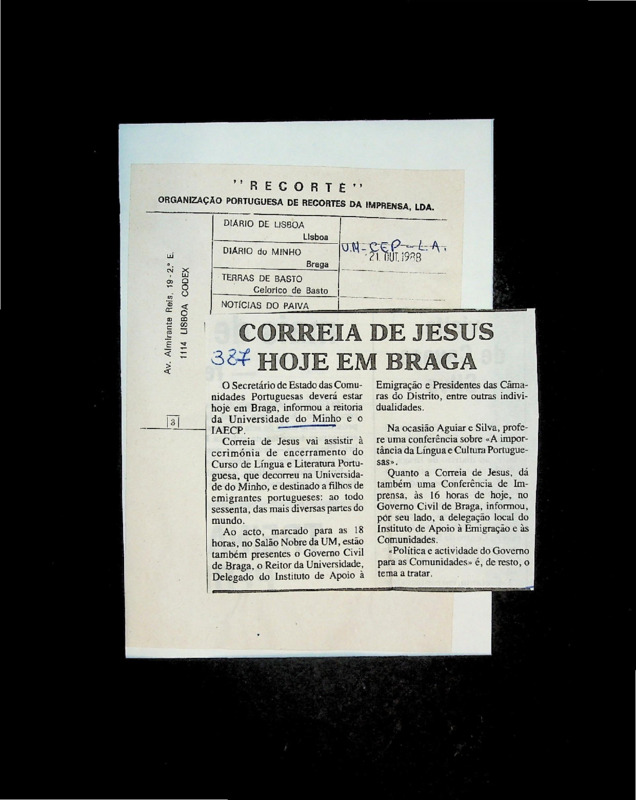 "RECORTE"
ORGANIZAÇÃO PORTUGUESA DE RECORTES DA IMPRENSA, LDA.
Av. Almirante Reis, 19-2.º E.
1114 LISBOA CODEX
a
DIÁRIO DE LISBOA
Lisboa
DIÁRIO do MINHO
Braga
TERRAS DE BASTO
Celorico de Basto
NOTÍCIAS DO PAIVA
U.M-CEP-L.A.
21 OUT. 1988
387
CORREIA DE JESUS
HOJE EM BRAGA
O Secretário de Estado das Comu-
nidades Portuguesas deverá estar
hoje em Braga, informou a reitoria
da Universidade do Minho e o
IAECP.
Correia de Jesus vai assistir à
cerimónia de encerramento do
Curso de Língua e Literatura Portu-
guesa, que decorreu na Universida-
de do Minho, e destinado a filhos de
emigrantes portugueses: ao todo
sessenta, das mais diversas partes do
mundo.
Ao acto, marcado para as 18
horas, no Salão Nobre da UM, estão
também presentes o Governo Civil
de Braga, o Reitor da Universidade,
Delegado do Instituto de Apoio à
Emigração e Presidentes das Câma-
ras do Distrito, entre outras indivi-
dualidades.
Na ocasião Aguiar e Silva, profe-
re uma conferência sobre «A impor-
tância da Língua e Cultura Portugue-
sas».
Quanto a Correia de Jesus, dá
também uma Conferência de Im-
prensa, às 16 horas de hoje, no
Governo Civil de Braga, informou,
por seu lado, a delegação local do
Instituto de Apoio à Emigração e às
Comunidades.
«Política e actividade do Governo
para as Comunidades» é, de resto, o
tema a tratar.